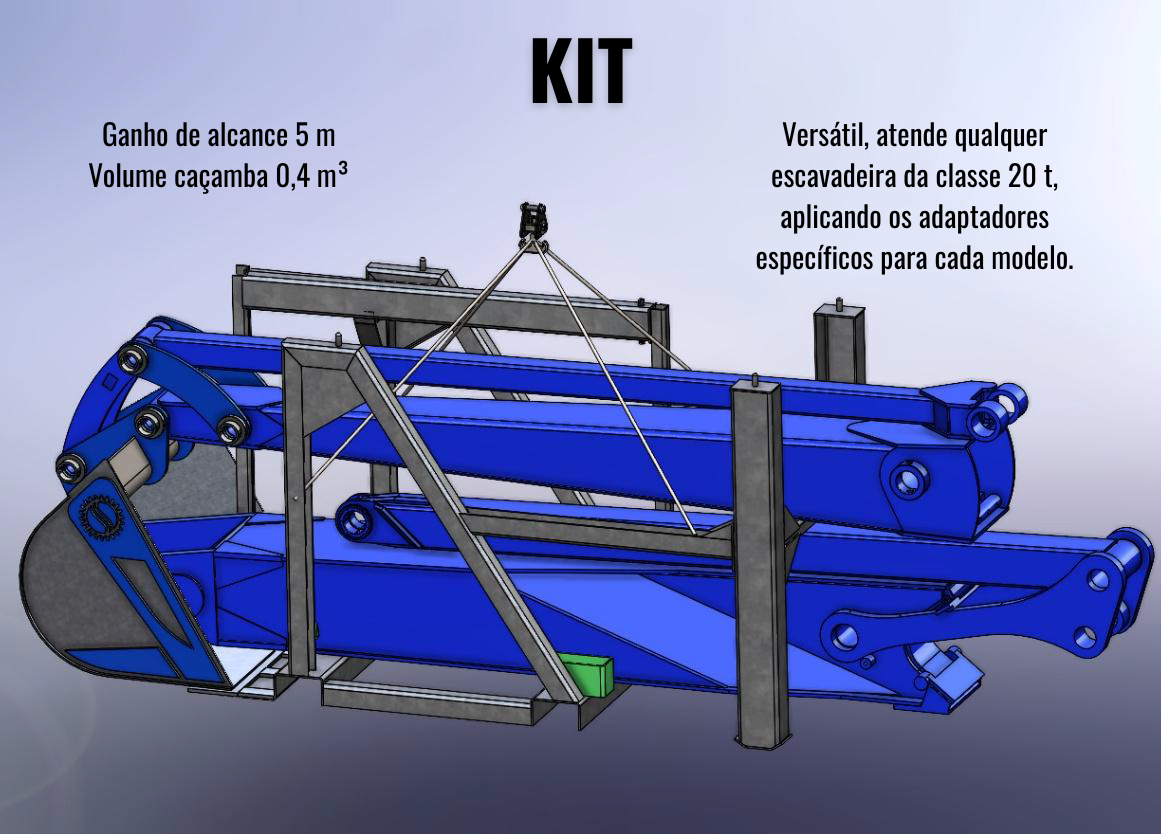 KIT
Ganho de alcance 5 m
Volume caçamba 0,4 m³
Versátil, atende qualquer
escavadeira da classe 20 t,
aplicando os adaptadores
específicos para cada modelo.